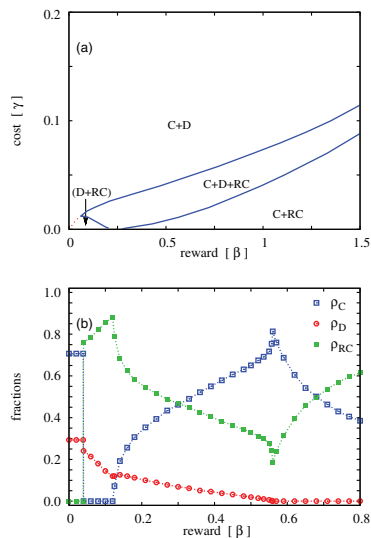 (a)
0.2
0.1
0.0
cost [ γ ]
C+D
C+D+RC
(D+RC)
C+RC
0 0.5 1 1.5
reward [ β ]
(b)
1.0
0.8
0.6
0.4
0.2
0.0
fractions
ρC
ρD
ρRC
0 0.2 0.4 0.6 0.8
reward [ β ]